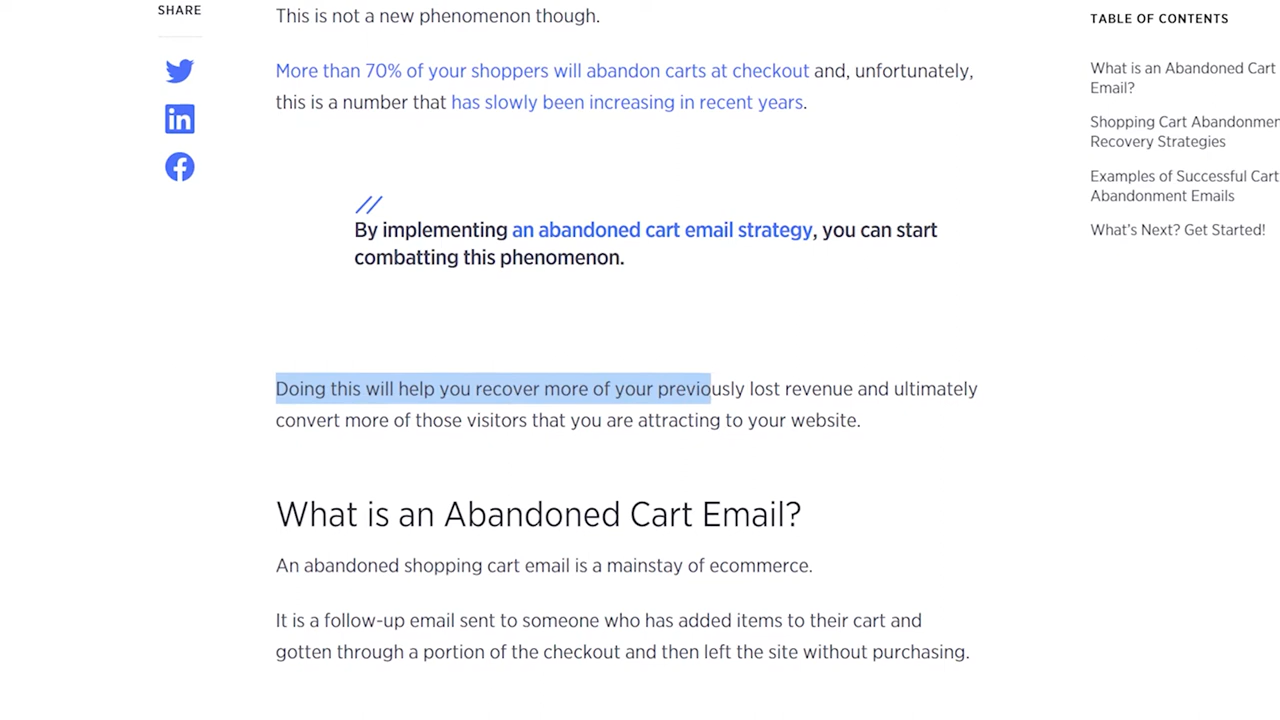 SHARE
This is not a new phenomenon though.
More than 70% of your shoppers will abandon carts at checkout and, unfortunately,
this is a number that has slowly been increasing in recent years.
//
By implementing an abandoned cart email strategy, you can start
combatting this phenomenon.
Doing this will help you recover more of your previously lost revenue and ultimately
convert more of those visitors that you are attracting to your website.
What is an Abandoned Cart Email?
An abandoned shopping cart email is a mainstay of ecommerce.
It is a follow-up email sent to someone who has added items to their cart and
gotten through a portion of the checkout and then left the site without purchasing.
TABLE OF CONTENTS
What is an Abandoned Cart
Email?
Shopping Cart Abandonmen
Recovery Strategies
Examples of Successful Cart
Abandonment Emails
What's Next? Get Started!